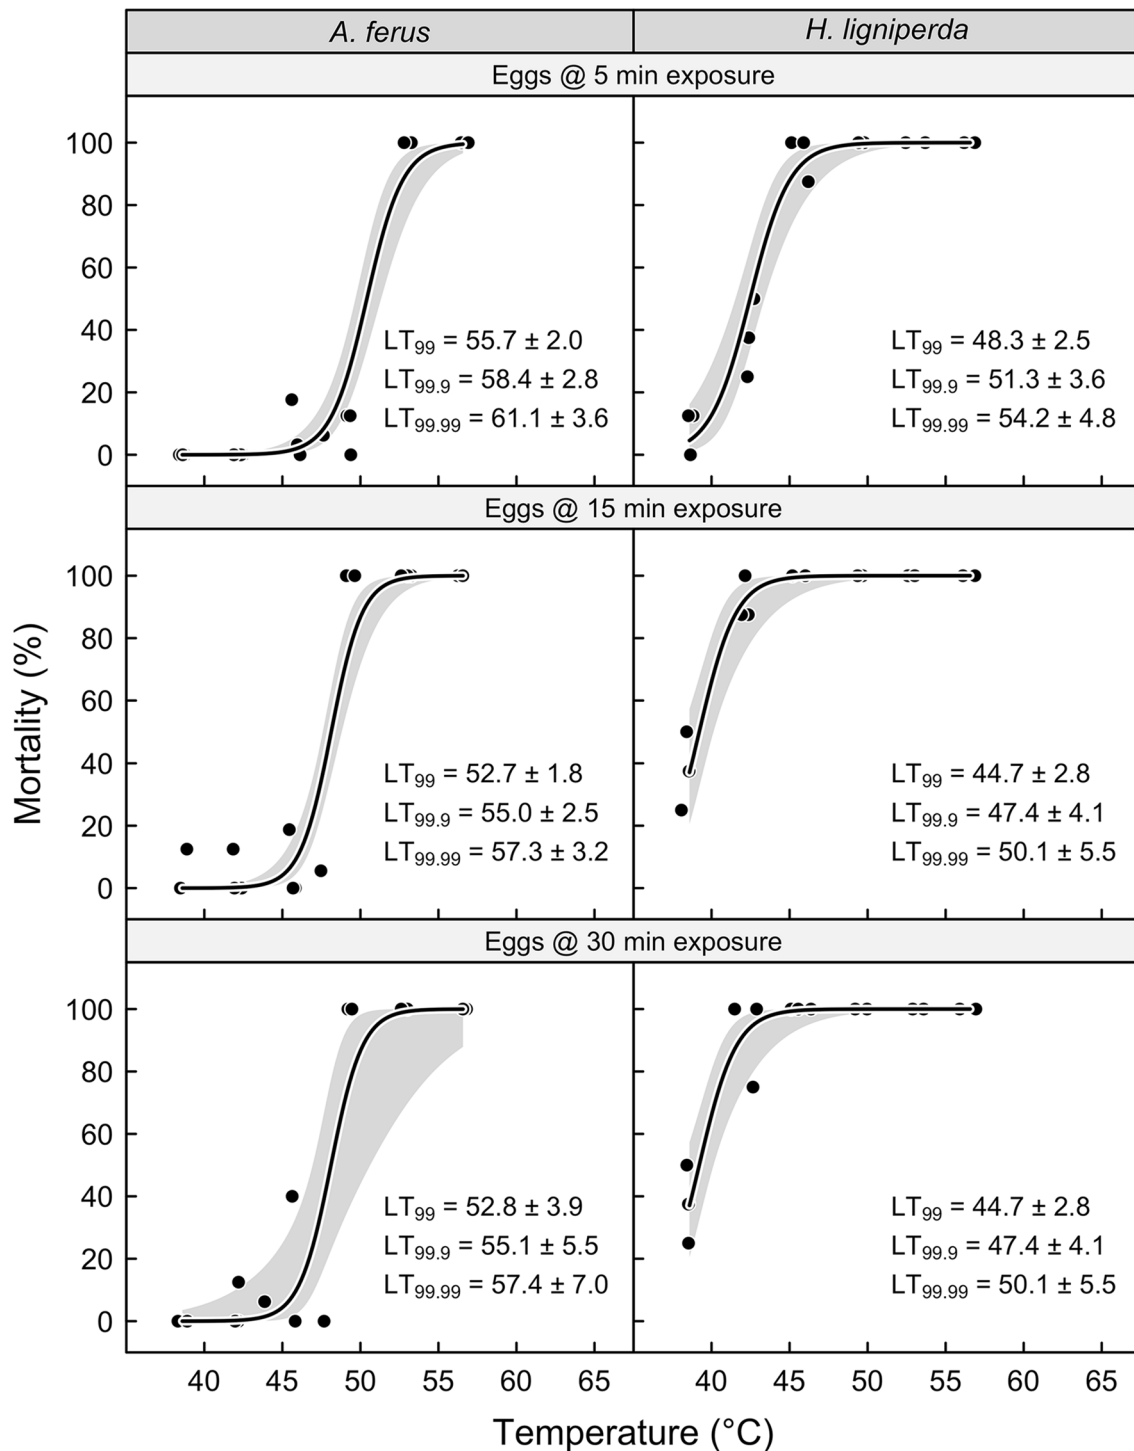 A. ferus
H. ligniperda
Eggs @ 5 min exposure
100
80
60
40
20
0
LT99 = 55.7 ± 2.0
LT99.9 = 58.4 ± 2.8
LT99.99 = 61.1 ± 3.6
LT99 = 48.3 ± 2.5
LT99.9 = 51.3 ± 3.6
LT99.99 = 54.2 ± 4.8
Eggs @ 15 min exposure
100
80
60
40
20
0
LT99 = 52.7 ± 1.8
LT99.9 = 55.0 ± 2.5
LT99.99 = 57.3 ± 3.2
LT99 = 44.7 ± 2.8
LT99.9 = 47.4 ± 4.1
LT99.99 = 50.1 ± 5.5
Mortality (%)
Eggs @ 30 min exposure
100
80
60
40
20
0
LT99 = 52.8 ± 3.9
LT99.9 = 55.1 ± 5.5
LT99.99 = 57.4 ± 7.0
LT99 = 44.7 ± 2.8
LT99.9 = 47.4 ± 4.1
LT99.99 = 50.1 ± 5.5
40 45 50 55 60 65
40 45 50 55 60 65
Temperature (°C)